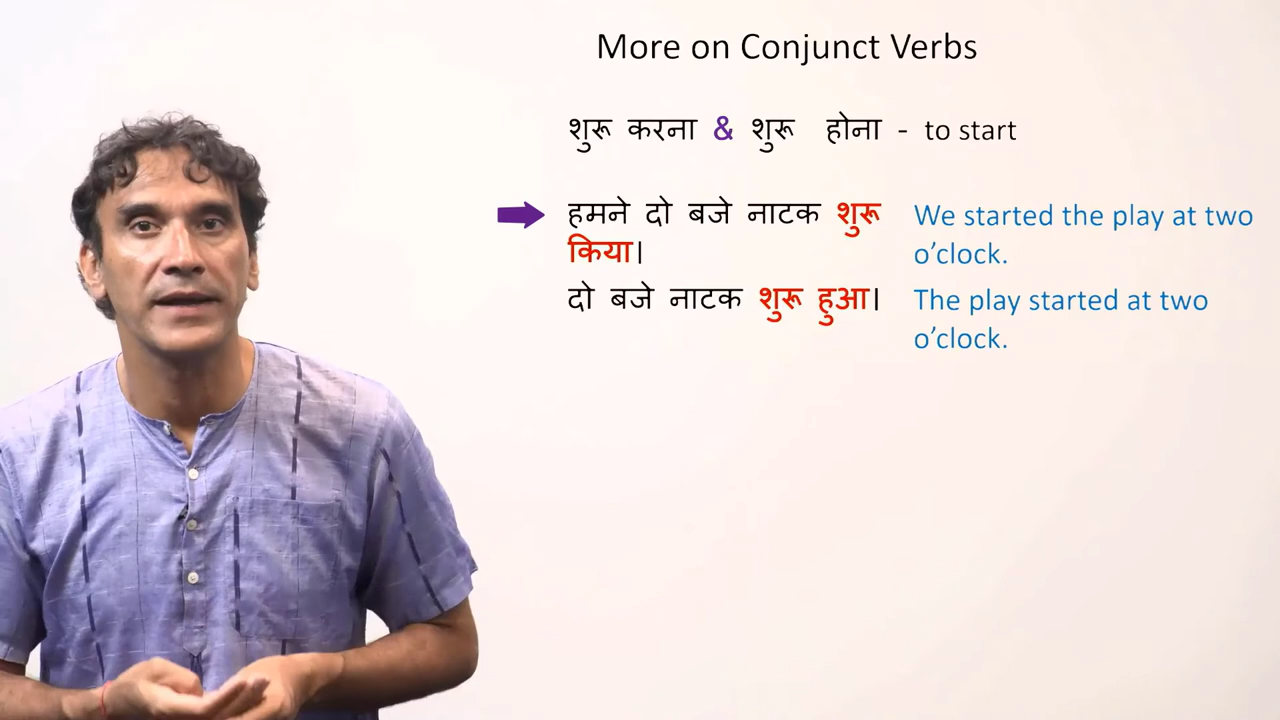 More on Conjunct Verbs
शुरू करना & शुरू होना - to start
हमने दो बजे नाटक शुरू
किया।
We started the play at two
o’clock.
दो बजे नाटक शुरू हुआ।
The play started at two
o’clock.